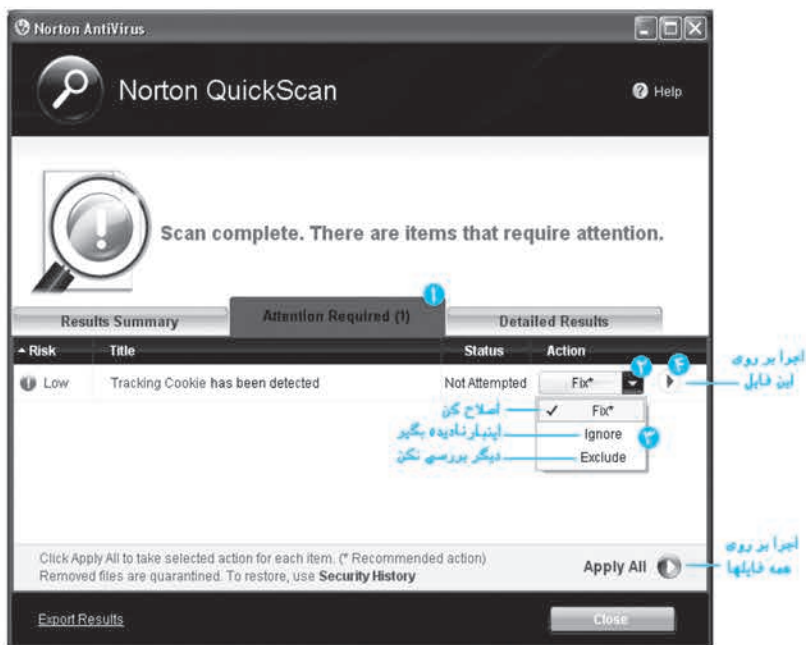 Norton AntiVirus
Norton QuickScan
Help
Scan complete. There are items that require attention.
۱
Results Summary
Attention Required (1)
Detailed Results
Risk
Title
Status
Action
۲
۴
Low
Tracking Cookie has been detected
Not Attempted
Fix*
اجرا بر روی
این فایل
اصلاح کن
✓ Fix*
اینبار نادیده بگیر
Ignore
۳
دیگر بررسی نکن
Exclude
Click Apply All to take selected action for each item. (* Recommended action)
Removed files are quarantined. To restore, use Security History
Apply All
اجرا بر روی
همه فایلها
Export Results
Close